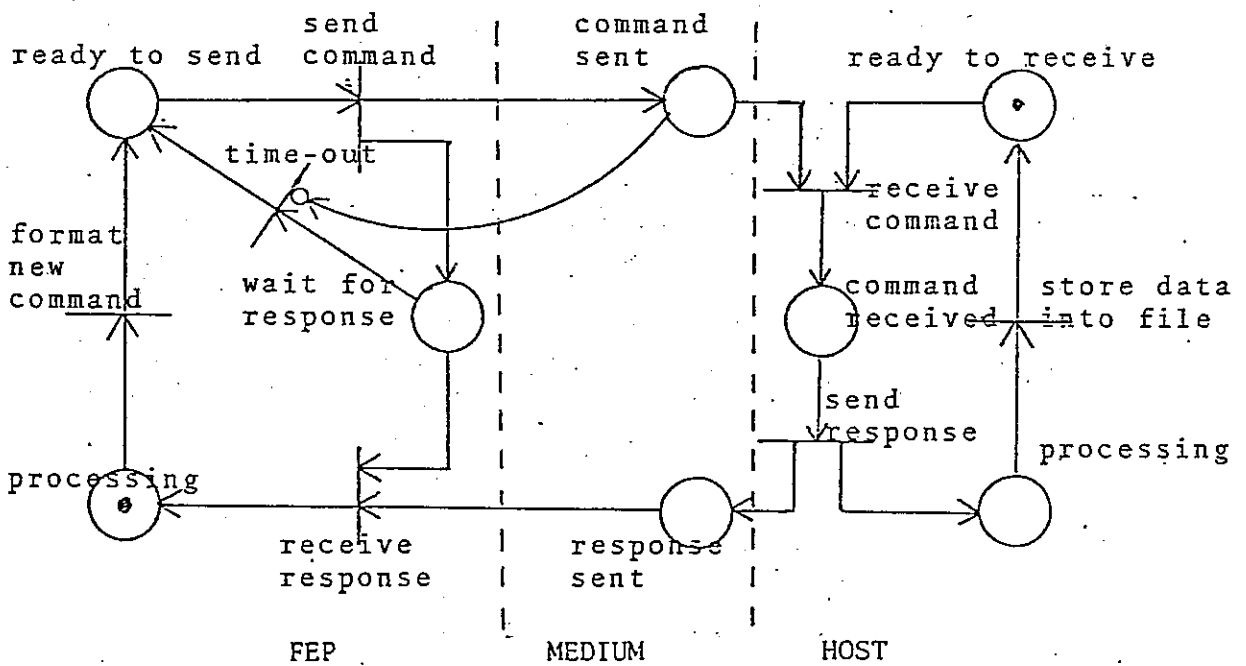 send
command
command
sent
ready to send
ready to receive
time-out
receive
command
format
new
command
wait for
response
command
received
store data
into file
send
response
processing
processing
receive
response
response
sent
FEP
MEDIUM
HOST